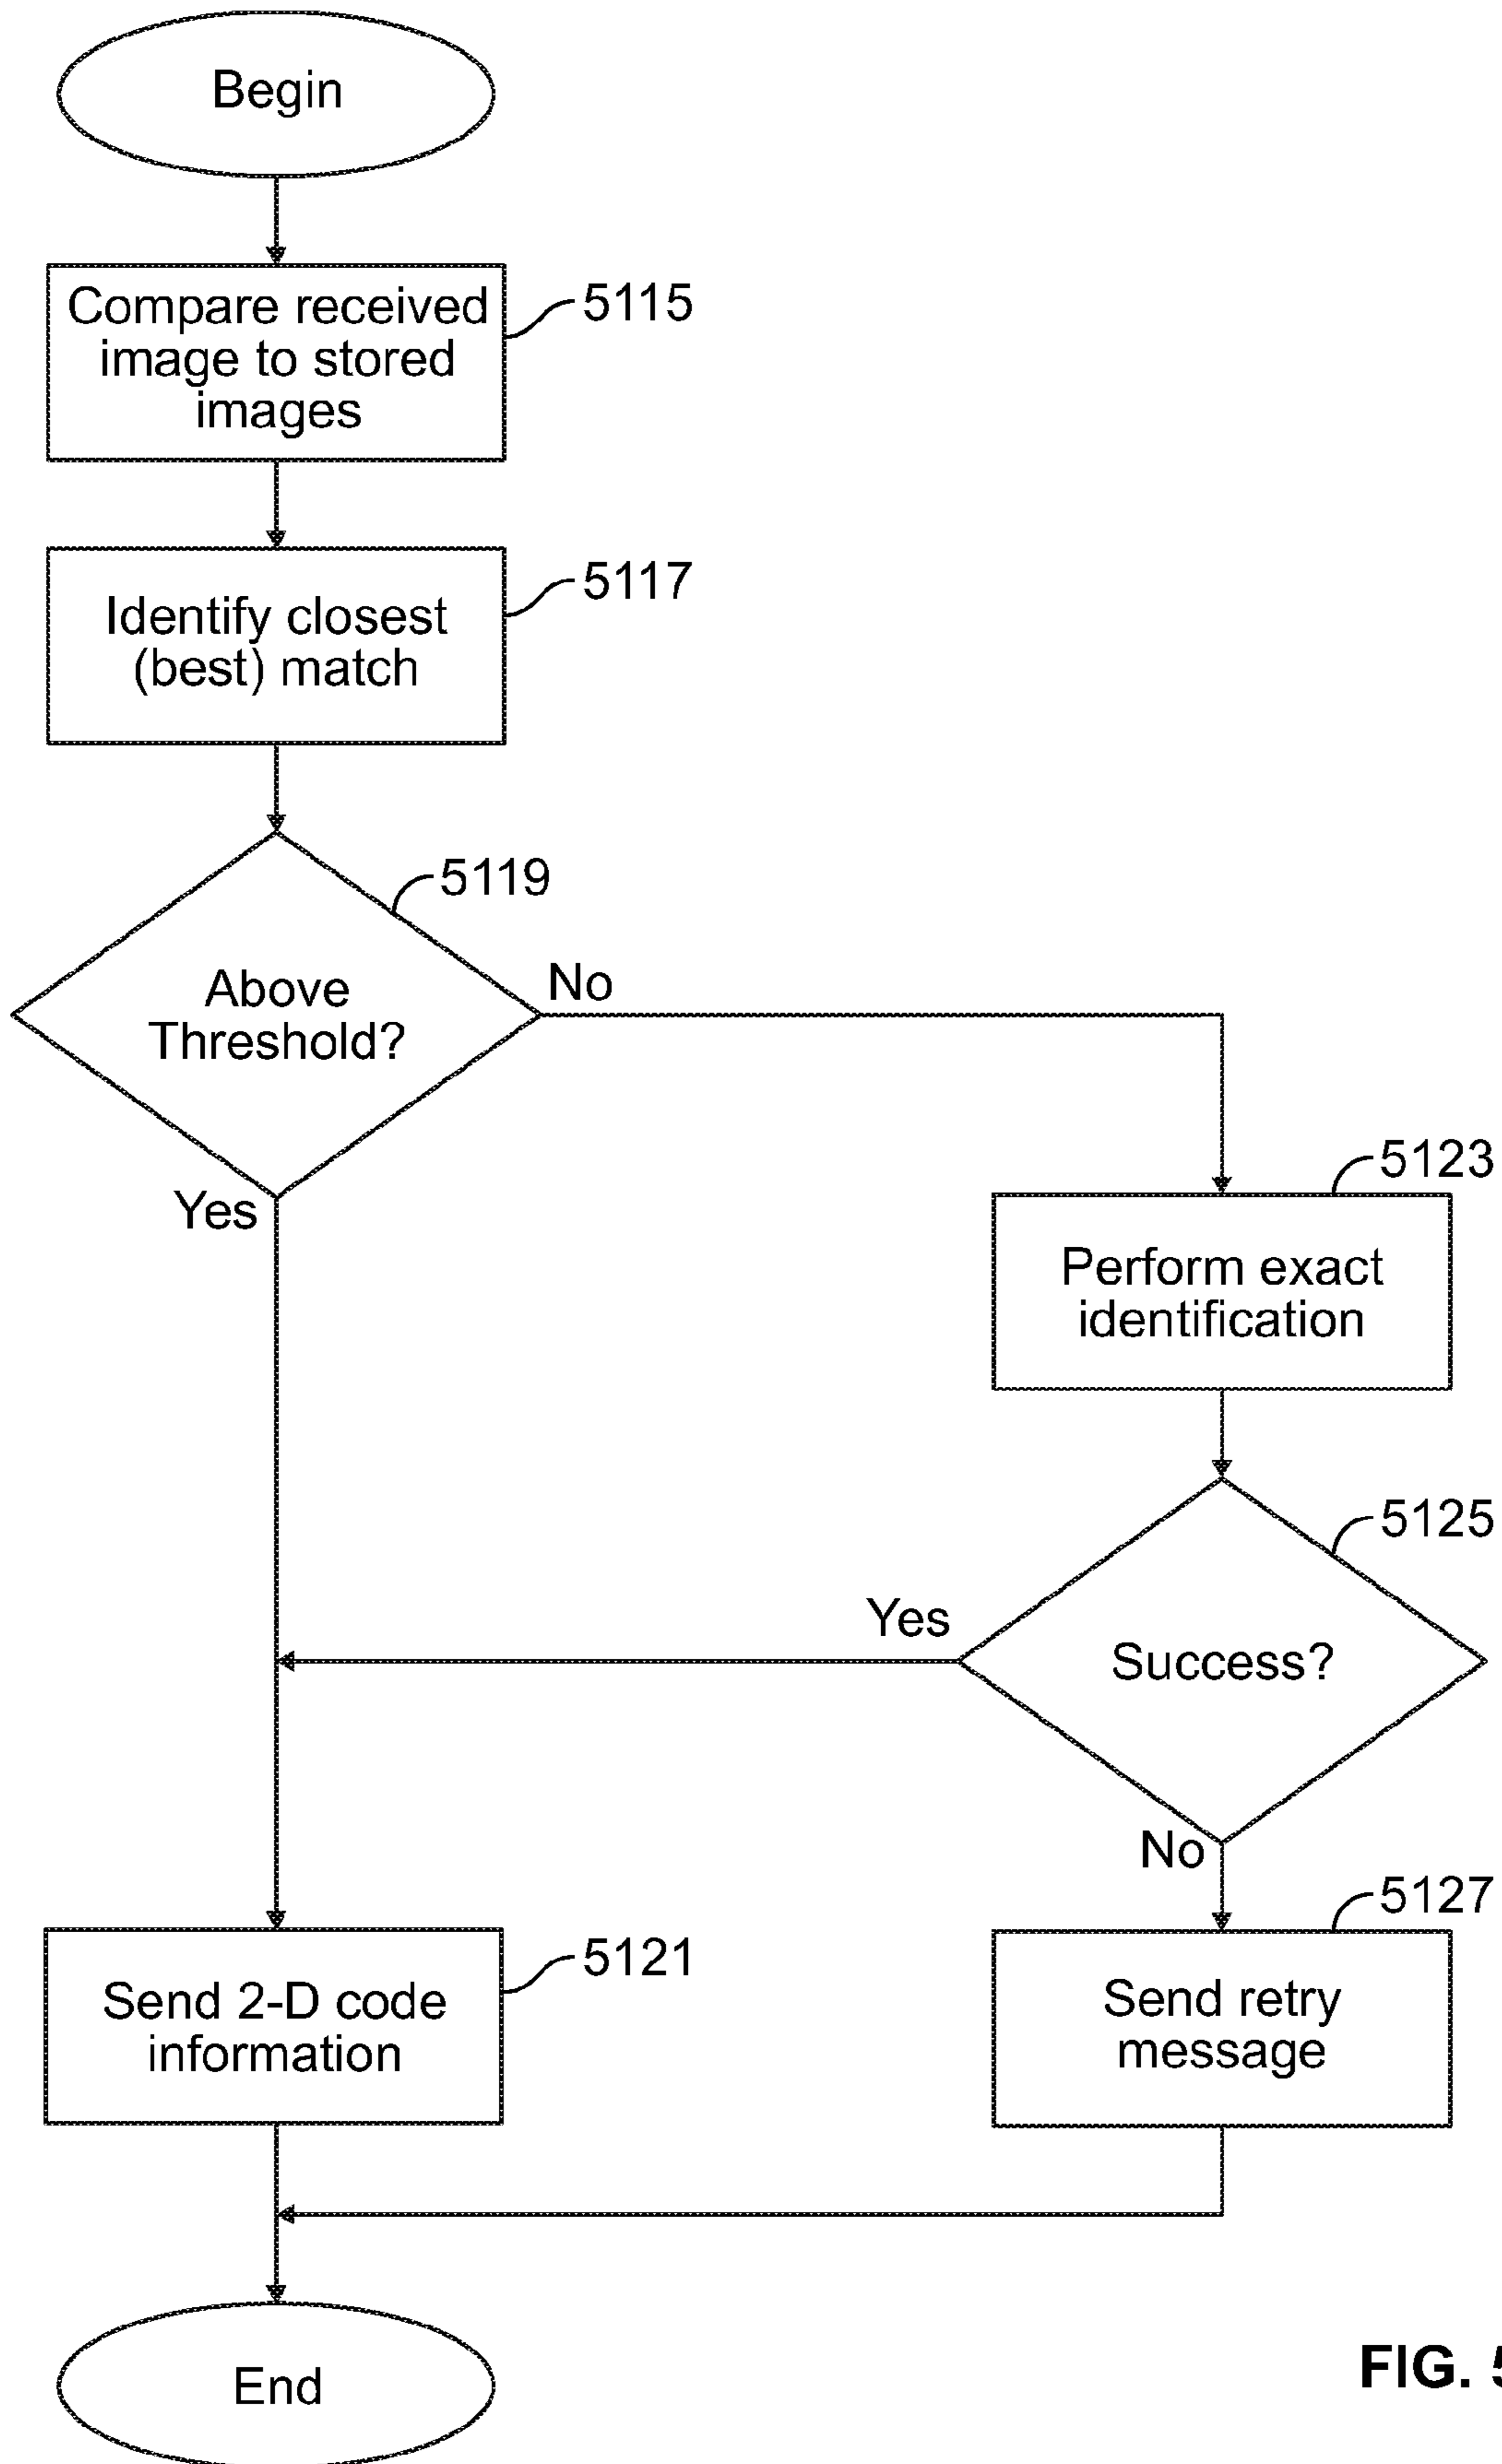 Begin
Compare received
image to stored
images
5115
Identify closest
(best) match
5117
5119
Above
Threshold?
No
Yes
5123
Perform exact
identification
5125
Success?
Yes
No
5127
Send retry
message
5121
Send 2-D code
information
End
FIG.